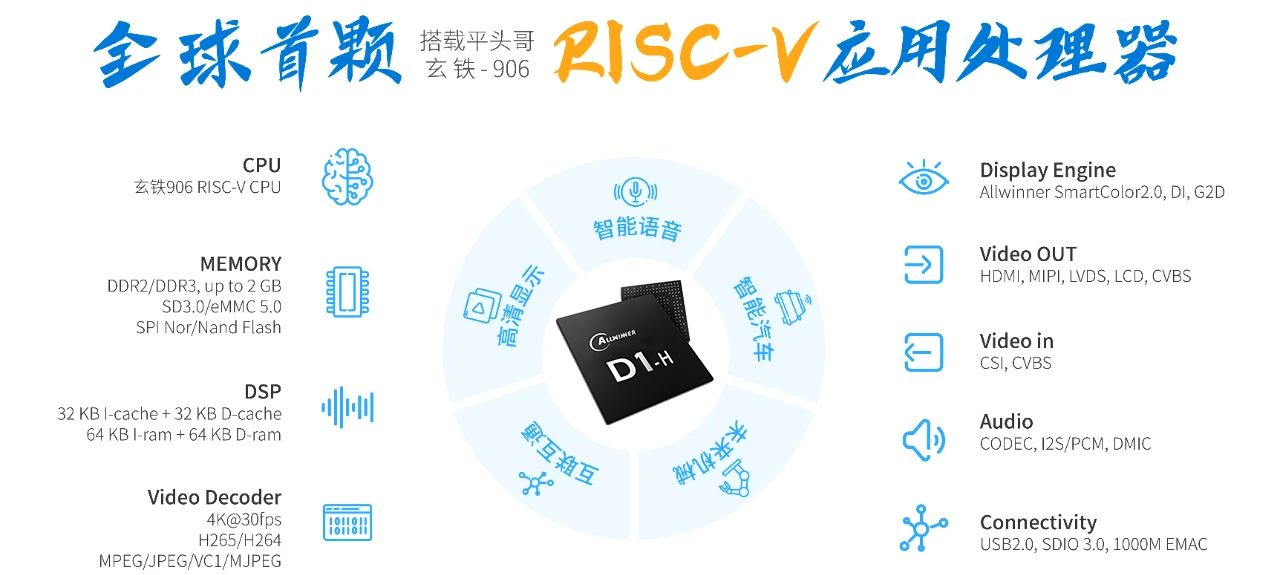 全球首颗 搭载平头哥 RISC-V 应用处理器
玄铁-906
CPU
玄铁906 RISC-V CPU
MEMORY
DDR2/DDR3, up to 2 GB
SD3.0/eMMC 5.0
SPI Nor/Nand Flash
DSP
32 KB I-cache + 32 KB D-cache
64 KB I-ram + 64 KB D-ram
Video Decoder
4K@30fps
H265/H264
MPEG/JPEG/VC1/MJPEG
智能语音
高清显示
智能汽车
互联互通
未来机械
ALLWINNER
D1-H
1011011
1011011
Display Engine
Allwinner SmartColor2.0, DI, G2D
Video OUT
HDMI, MIPI, LVDS, LCD, CVBS
Video in
CSI, CVBS
Audio
CODEC, I2S/PCM, DMIC
Connectivity
USB2.0, SDIO 3.0, 1000M EMAC